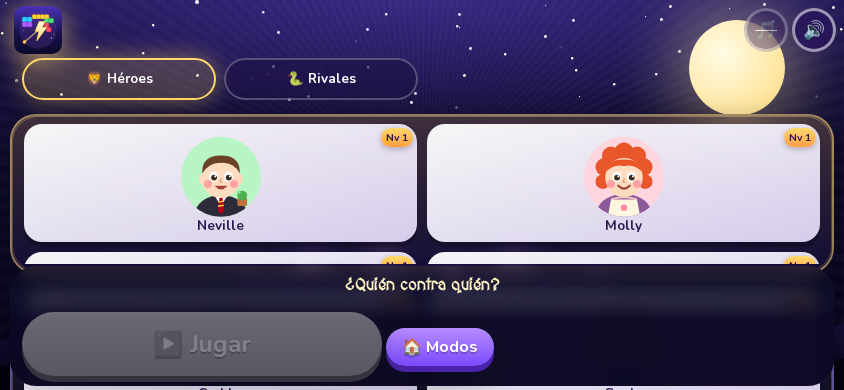 Héroes
Rivales
Nv 1
Nv 1
Neville
Molly
¿Quién contra quién?
Jugar
Modos